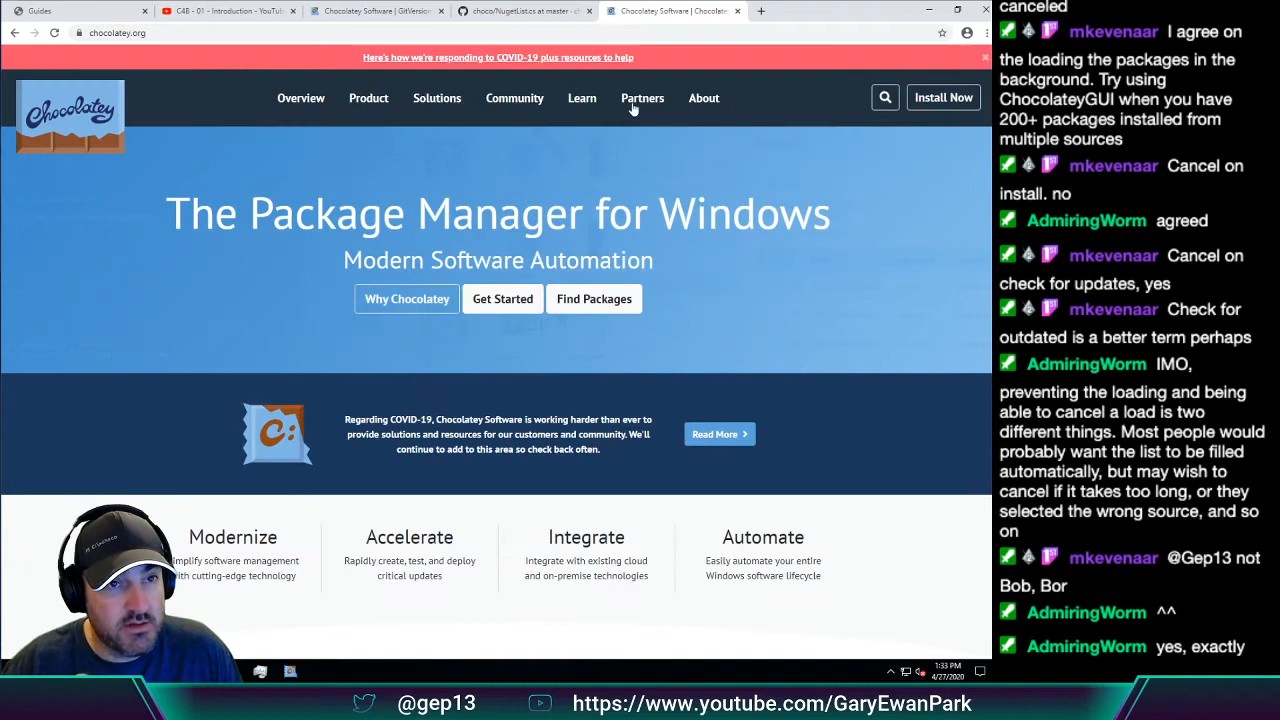 Guides
C4B - 01 - Introduction - YouTu
Chocolatey Software | GitVersion
choco/NugetList.cs at master · ch
Chocolatey Software | Chocolate
chocolatey.org
Here's how we're responding to COVID-19 plus resources to help
Chocolatey
Overview
Product
Solutions
Community
Learn
Partners
About
Install Now
The Package Manager for Windows
Modern Software Automation
Why Chocolatey
Get Started
Find Packages
Regarding COVID-19, Chocolatey Software is working harder than ever to
provide solutions and resources for our customers and community. We'll
continue to add to this area so check back often.
Read More
Modernize
Simplify software management
with cutting-edge technology
Accelerate
Rapidly create, test, and deploy
critical updates
Integrate
Integrate with existing cloud
and on-premise technologies
Automate
Easily automate your entire
Windows software lifecycle
1:33 PM
4/27/2020
canceled
mkevenaar I agree on
the loading the packages in the
background. Try using
ChocolateyGUI when you have
200+ packages installed from
multiple sources
mkevenaar Cancel on
install. no
AdmiringWorm agreed
mkevenaar Cancel on
check for updates, yes
mkevenaar Check for
outdated is a better term perhaps
AdmiringWorm IMO,
preventing the loading and being
able to cancel a load is two
different things. Most people would
probably want the list to be filled
automatically, but may wish to
cancel if it takes too long, or they
selected the wrong source, and so
on
mkevenaar @Gep13 not
Bob, Bor
AdmiringWorm ^^
AdmiringWorm yes, exactly
@gep13
https://www.youtube.com/GaryEwanPark